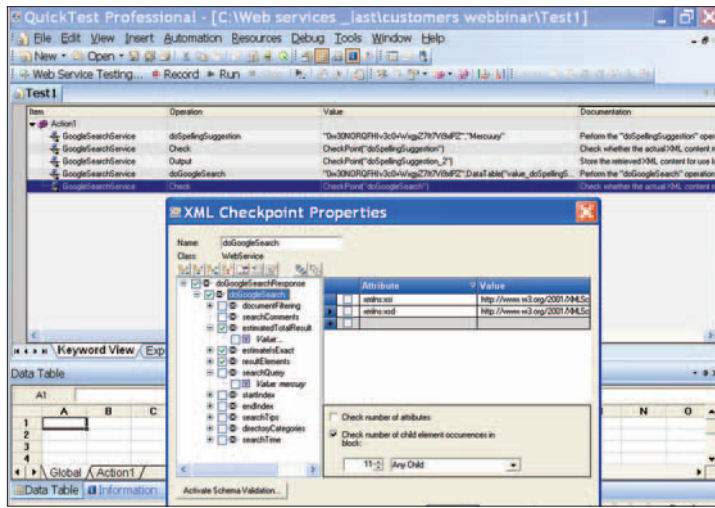 QuickTest Professional - [C:\Web services _last\customers webbinar\Test1]
File Edit View Insert Automation Resources Debug Tools Window Help
New Open
Web Service Testing... Record Run
Test1
Item Operation Value Documentation
Action1
GoogleSearchService doSpellingSuggestion "Mercuuy" Perform the "doSpellingSuggestion" oper
GoogleSearchService Check CheckPoint("doSpellingSuggestion") Check whether the actual XML content m
GoogleSearchService Output CheckPoint("doSpellingSuggestion_2") Store the retrieved XML content for use l
GoogleSearchService doGoogleSearch DataTable("value_doSpellingS... Perform the "doGoogleSearch" operation
GoogleSearchService Check CheckPoint("doGoogleSearch") Check whether the actual XML content m
XML Checkpoint Properties
Name: doGoogleSearch
Class: WebService
doGoogleSearchResponse
Attribute Value
doGoogleSearch
documentFiltering
xmlns:xsi http://www.w3.org/2001/XMLSc
searchComments
xmlns:xsd http://www.w3.org/2001/XMLSc
estimatedTotalResult
Value...
estimateIsExact
resultElements
searchQuery
Value mercury
startIndex
endIndex
searchTips
directoryCategories
searchTime
Check number of attributes
Check number of child element occurences in
block:
11 Any Child
Activate Schema Validation...
Keyword View Exp
Data Table
A1
A B C N O
1
2
3
4
Global Action1
Data Table Information